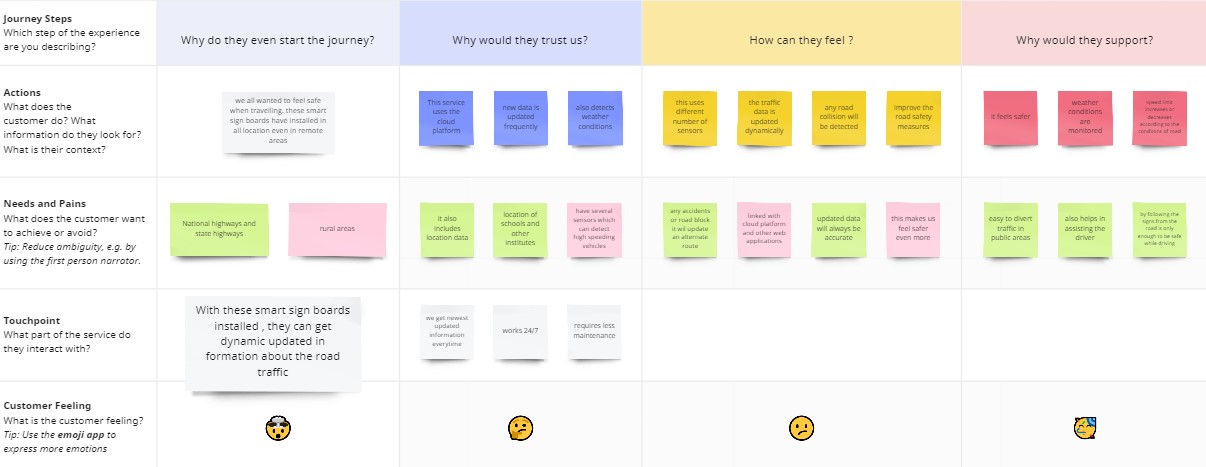 Journey Steps
Which step of the experience
are you describing?
Why do they even start the journey?
Why would they trust us?
How can they feel ?
Why would they support?
Actions
What does the
customer do? What
information do they look for?
What is their context?
we all wanted to feel safe
when travelling. these smart
sign boards have installed in
all location even in remote
areas
This service
uses the
cloud
platform
new data is
updated
frequently
also detects
weather
conditions
this uses
different
number of
sensors
the traffic
data is
updated
dynamically
any road
collision will
be detected
improve the
road safety
measures
it feels safer
weather
conditions
are
monitored
speed limit
increases or
decreases
according to the
conditions of road
Needs and Pains
What does the customer want
to achieve or avoid?
Tip: Reduce ambiguity, e.g. by
using the first person narrator.
National highways and
state highways
rural areas
it also
includes
location data
location of
schools and
other
institutes
have several
sensors which
can detect
high speeding
vehicles
any accidents
or road block
it wil update
an alternate
route
linked with
cloud platform
and other web
applications
updated data
will always be
accurate
this makes us
feel safer
even more
easy to divert
traffic in
public areas
also helps in
assisting the
driver
by following the
signs from the
road is only
enough to be safe
while driving
Touchpoint
What part of the service do
they interact with?
With these smart sign boards
installed , they can get
dynamic updated in
formation about the road
traffic
we get newest
updated
information
everytime
works 24/7
requires less
maintenance
Customer Feeling
What is the customer feeling?
Tip: Use the emoji app to
express more emotions